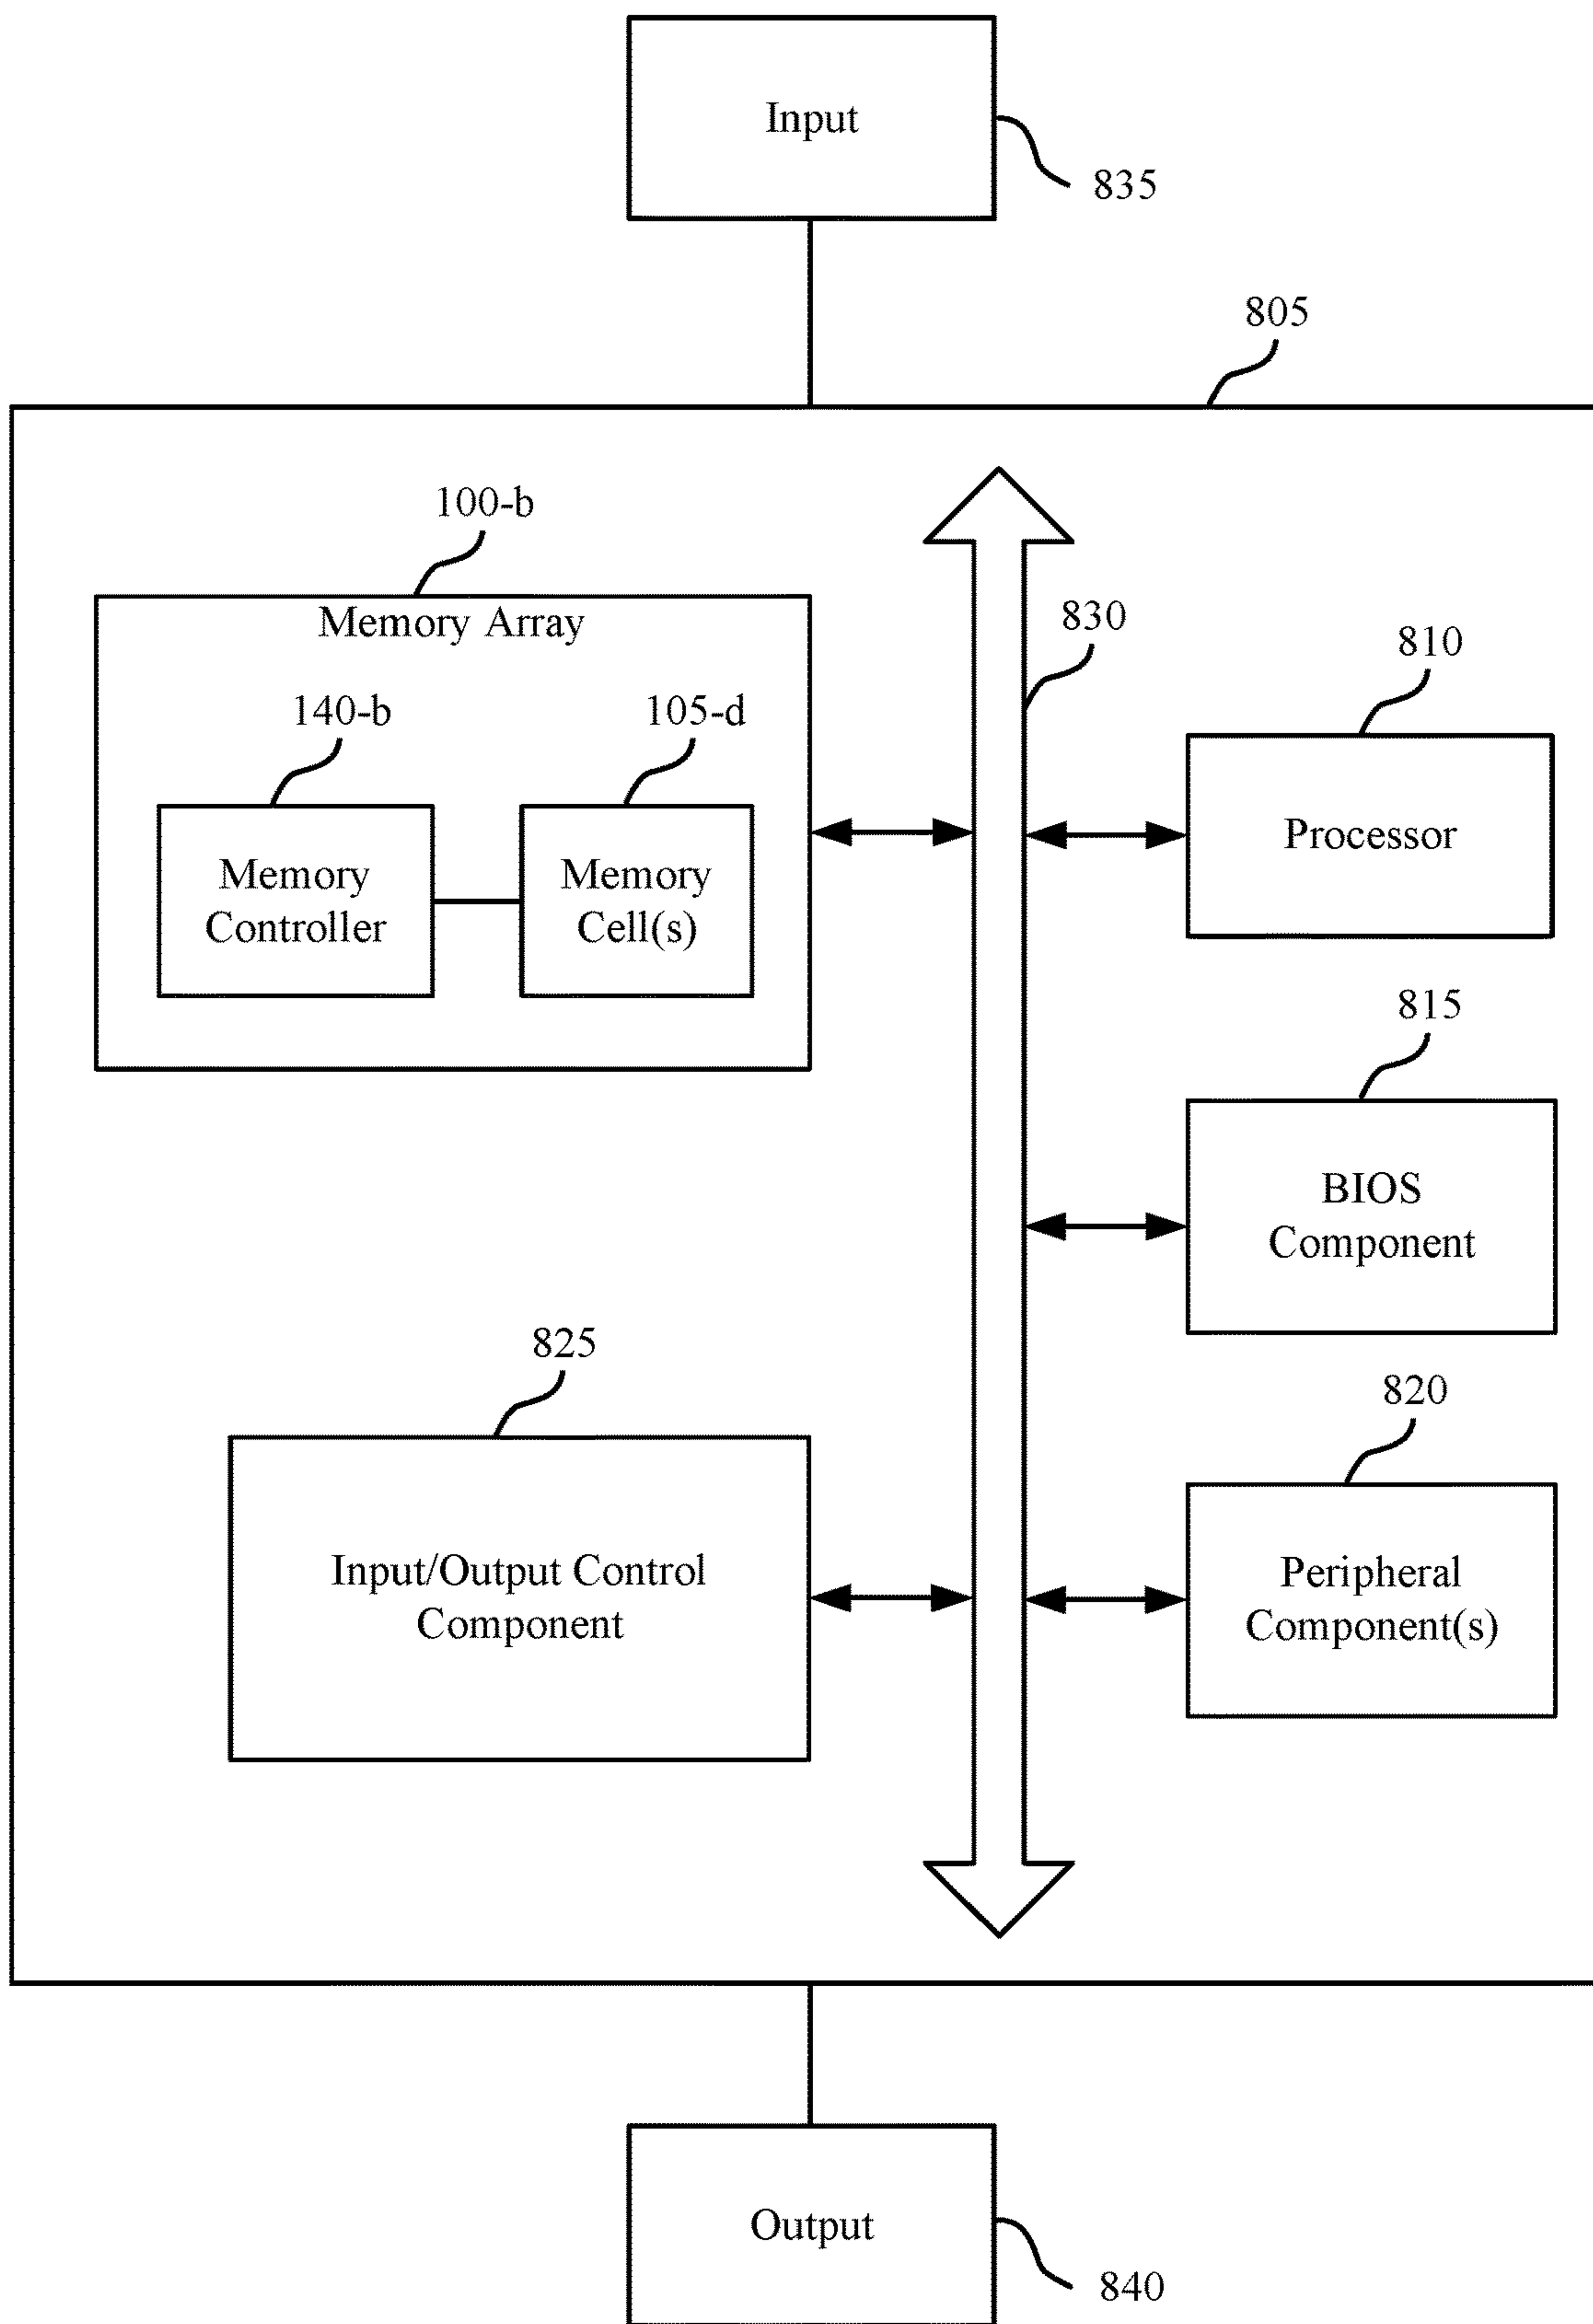 Input
835
805
100-b
Memory Array
830
810
140-b
105-d
Memory
Controller
Memory
Cell(s)
Processor
815
BIOS
Component
825
820
Input/Output Control
Component
Peripheral
Component(s)
Output
840